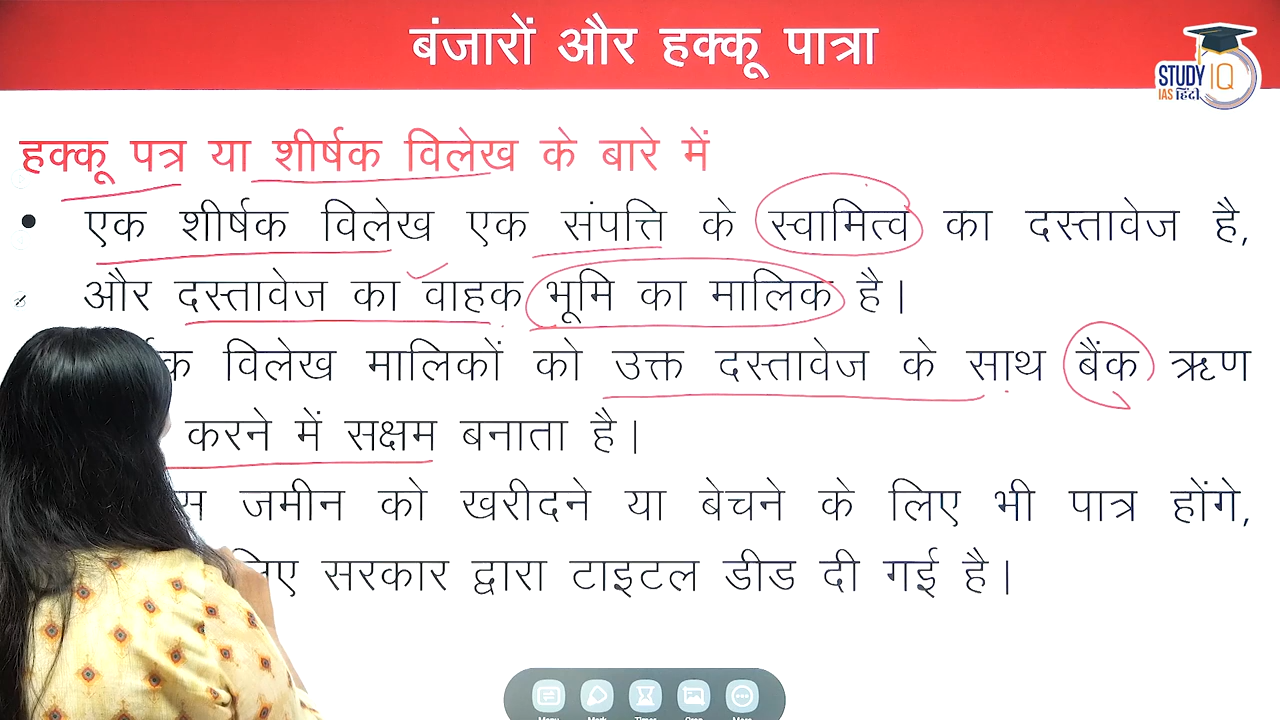 बंजारों और हक्कू पात्रा
STUDY IQ
IAS हिंदी
हक्कू पत्र या शीर्षक विलेख के बारे में
• एक शीर्षक विलेख एक संपत्ति के स्वामित्व का दस्तावेज है,
और दस्तावेज का वाहक भूमि का मालिक है।
विलेख मालिकों को उक्त दस्तावेज के साथ बैंक ऋण
करने में सक्षम बनाता है।
जमीन को खरीदने या बेचने के लिए भी पात्र होंगे,
सरकार द्वारा टाइटल डीड दी गई है।